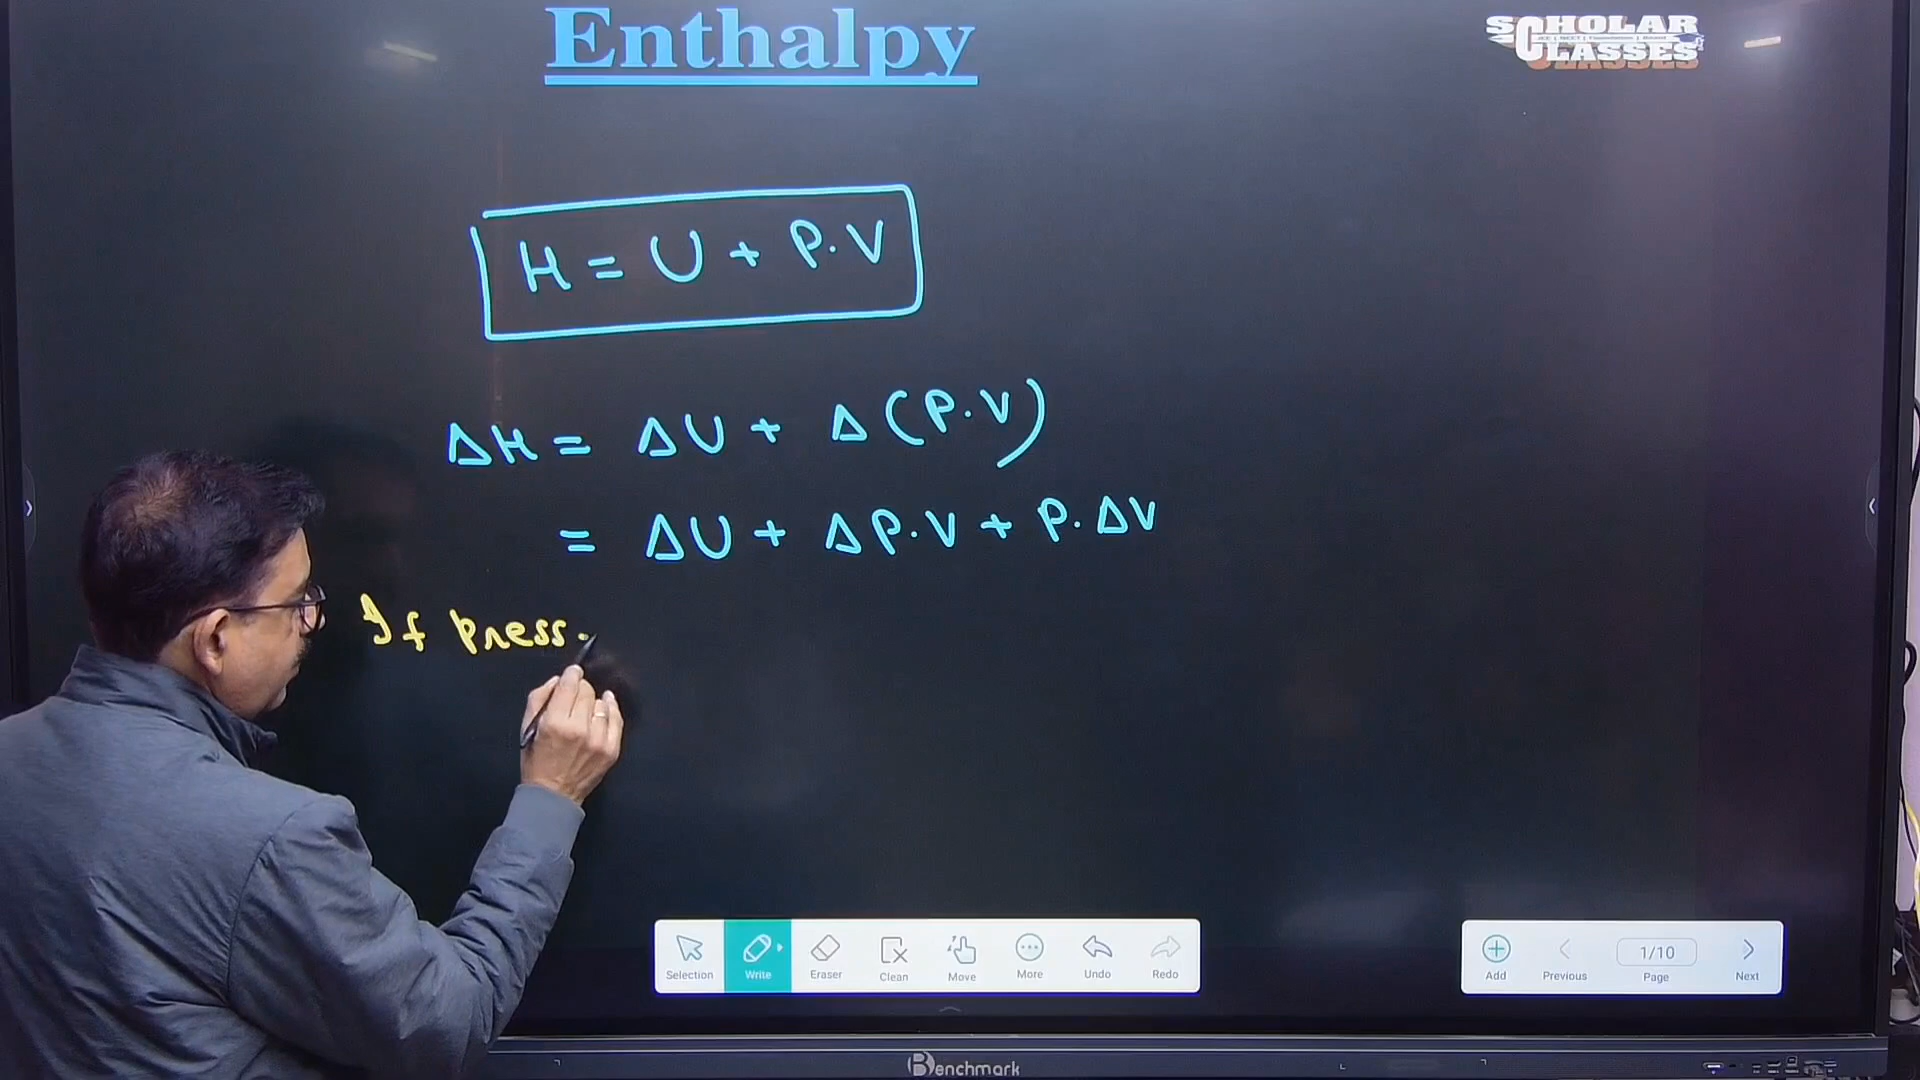 Enthalpy
SCHOLAR
CLASSES
H = U + P.V
ΔH = ΔU + Δ(P.V)
= ΔU + ΔP.V + P.ΔV
If press.
Selection
Write
Eraser
Clean
Move
More
Undo
Redo
Add
Previous
1/10
Page
Next
Benchmark